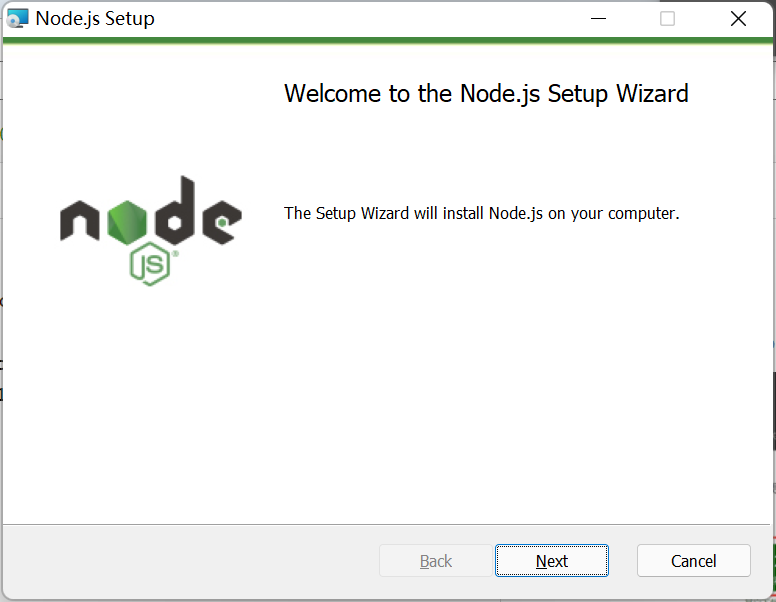 Node.js Setup
Welcome to the Node.js Setup Wizard
The Setup Wizard will install Node.js on your computer.
node
JS®
Back
Next
Cancel